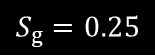 S_g = 0.25